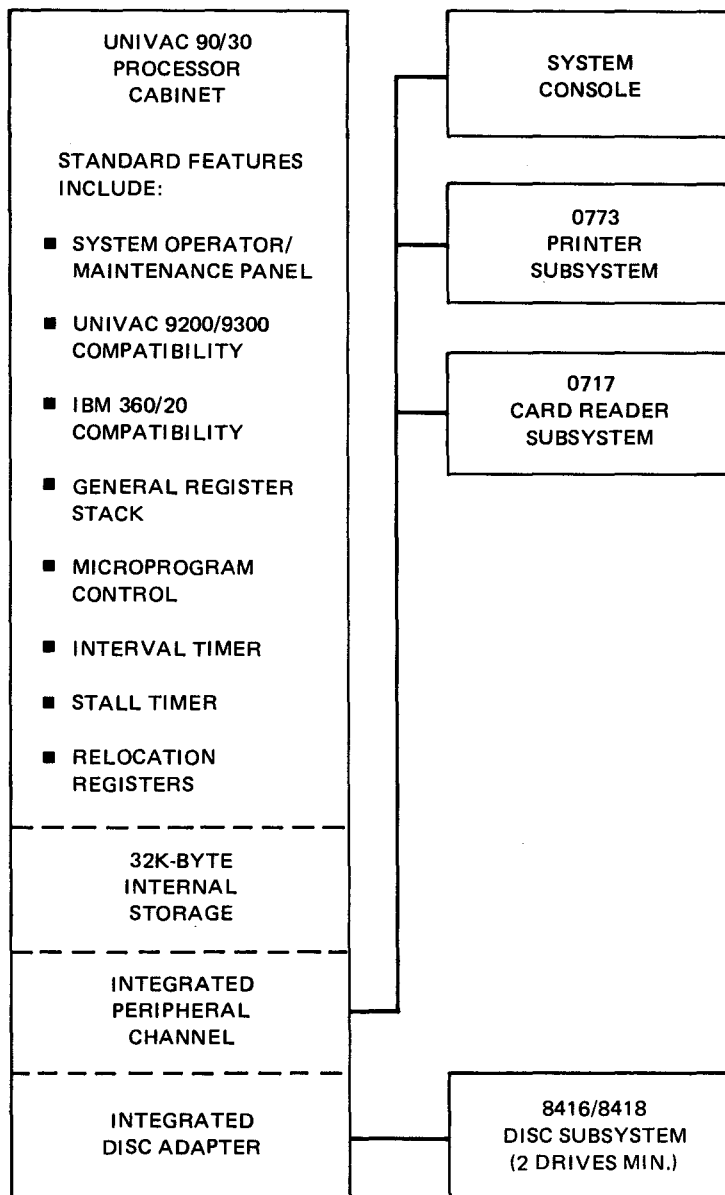 UNIVAC 90/30
PROCESSOR
CABINET
STANDARD FEATURES
INCLUDE:
■ SYSTEM OPERATOR/
MAINTENANCE PANEL
■ UNIVAC 9200/9300
COMPATIBILITY
■ IBM 360/20
COMPATIBILITY
■ GENERAL REGISTER
STACK
■ MICROPROGRAM
CONTROL
■ INTERVAL TIMER
■ STALL TIMER
■ RELOCATION
REGISTERS
32K-BYTE
INTERNAL
STORAGE
INTEGRATED
PERIPHERAL
CHANNEL
INTEGRATED
DISC ADAPTER
SYSTEM
CONSOLE
0773
PRINTER
SUBSYSTEM
0717
CARD READER
SUBSYSTEM
8416/8418
DISC SUBSYSTEM
(2 DRIVES MIN.)